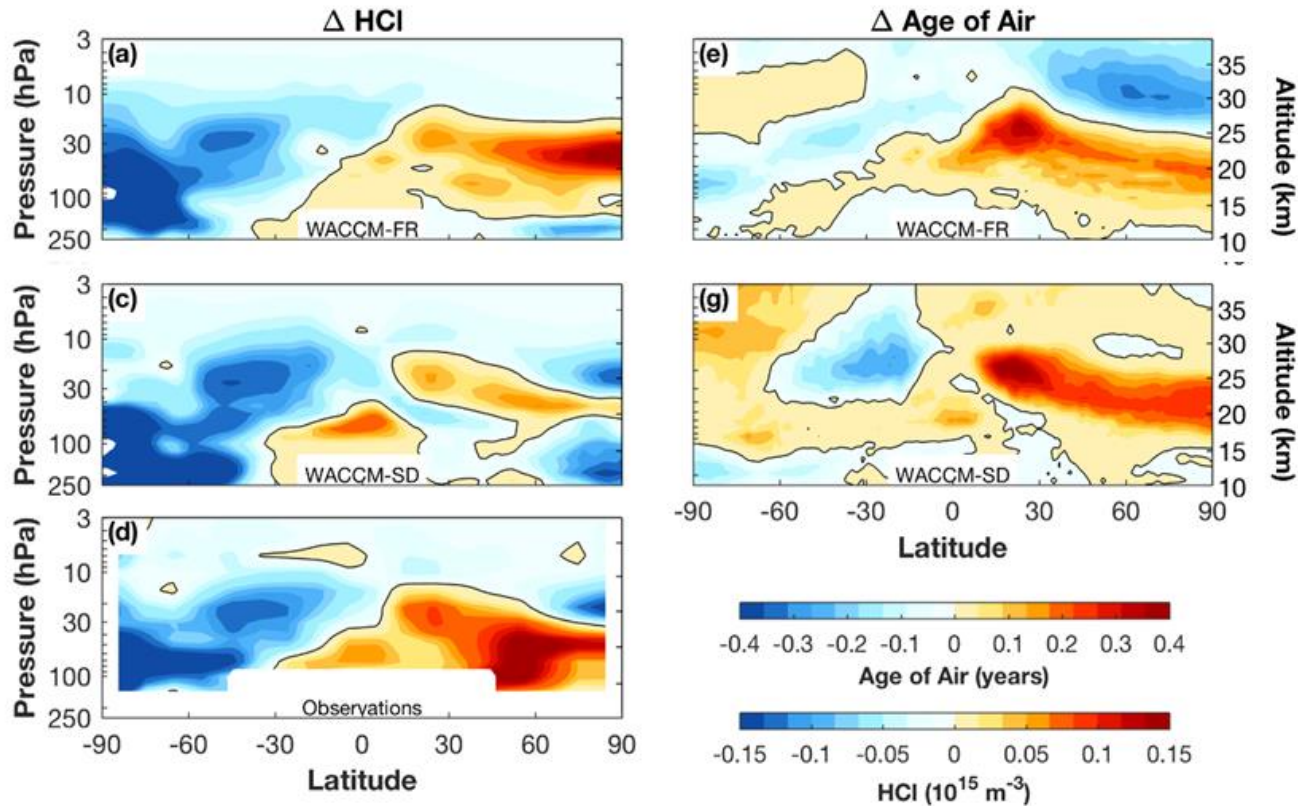 Δ HCl
Δ Age of Air
(a)
3
10
30
100
250
Pressure (hPa)
WACCM-FR
(e)
35
30
25
20
15
10
Altitude (km)
WACCM-FR
(c)
3
10
30
100
250
Pressure (hPa)
WACCM-SD
(g)
35
30
25
20
15
10
Altitude (km)
WACCM-SD
-90 -60 -30 0 30 60 90
Latitude
(d)
3
10
30
100
250
Pressure (hPa)
Observations
-90 -60 -30 0 30 60 90
Latitude
-0.4 -0.3 -0.2 -0.1 0 0.1 0.2 0.3 0.4
Age of Air (years)
-0.15 -0.1 -0.05 0 0.05 0.1 0.15
HCl (10¹⁵ m⁻³)